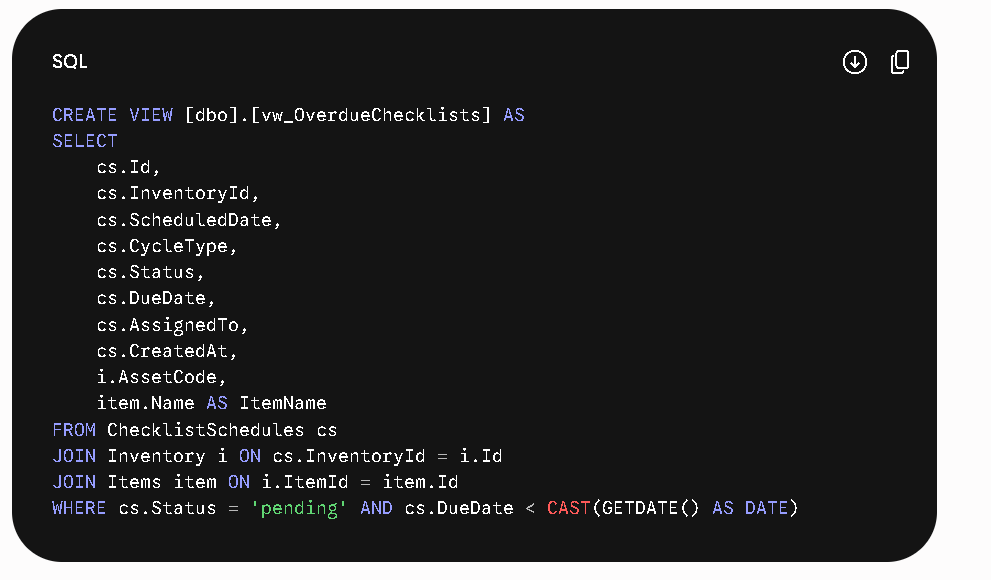 SQL
CREATE VIEW [dbo].[vw_OverdueChecklists] AS
SELECT
    cs.Id,
    cs.InventoryId,
    cs.ScheduledDate,
    cs.CycleType,
    cs.Status,
    cs.DueDate,
    cs.AssignedTo,
    cs.CreatedAt,
    i.AssetCode,
    item.Name AS ItemName
FROM ChecklistSchedules cs
JOIN Inventory i ON cs.InventoryId = i.Id
JOIN Items item ON i.ItemId = item.Id
WHERE cs.Status = 'pending' AND cs.DueDate < CAST(GETDATE() AS DATE)